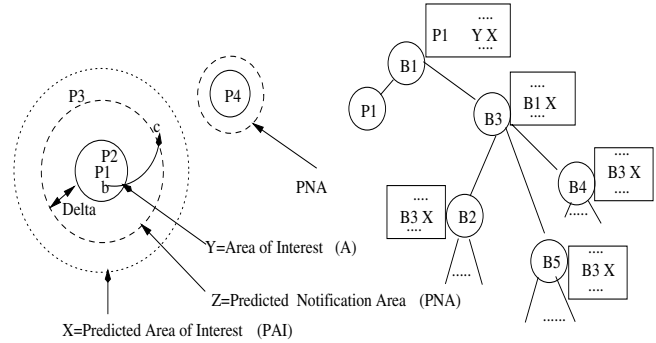 P3
c
P2
P1
b
Delta
P4
PNA
Y=Area of Interest (A)
Z=Predicted Notification Area (PNA)
X=Predicted Area of Interest (PAI)
....
P1 Y X
....
B1
P1
....
B1 X
....
B3
....
B3 X
....
B2
.....
....
B3 X
....
B4
.....
....
B3 X
....
B5
......